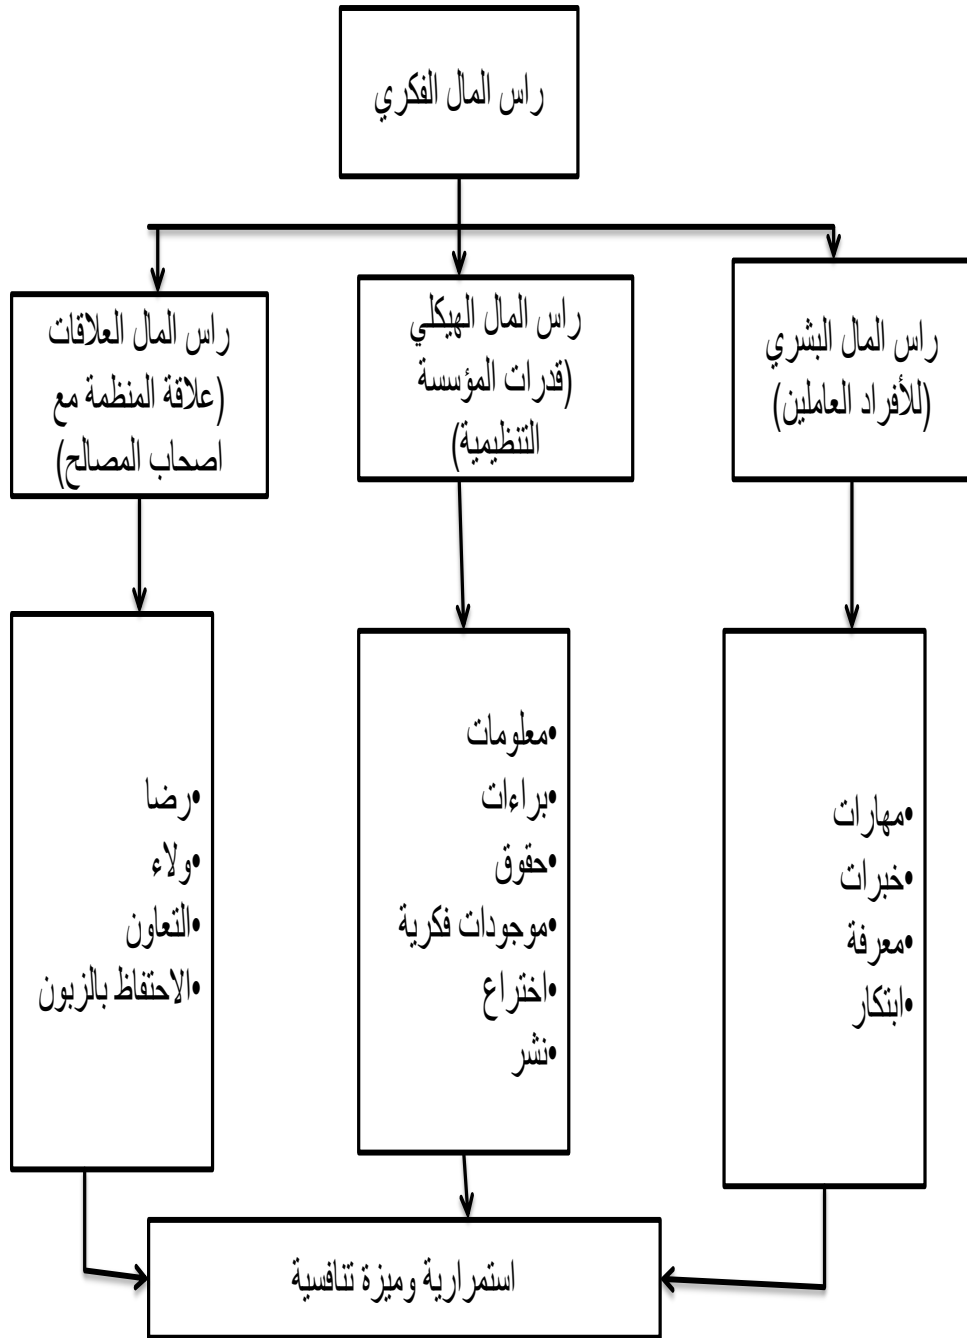 راس المال الفكري
راس المال البشري
(للأفراد العاملين)
راس المال الهيكلي
(قدرات المؤسسة
التنظيمية)
راس المال العلاقات
(علاقة المنظمة مع
اصحاب المصالح)
•مهارات
•خبرات
•معرفة
•ابتكار
•معلومات
•براءات
•حقوق
•موجودات فكرية
•اختراع
•نشر
•رضا
•ولاء
•التعاون
•الاحتفاظ بالزبون
استمرارية وميزة تنافسية